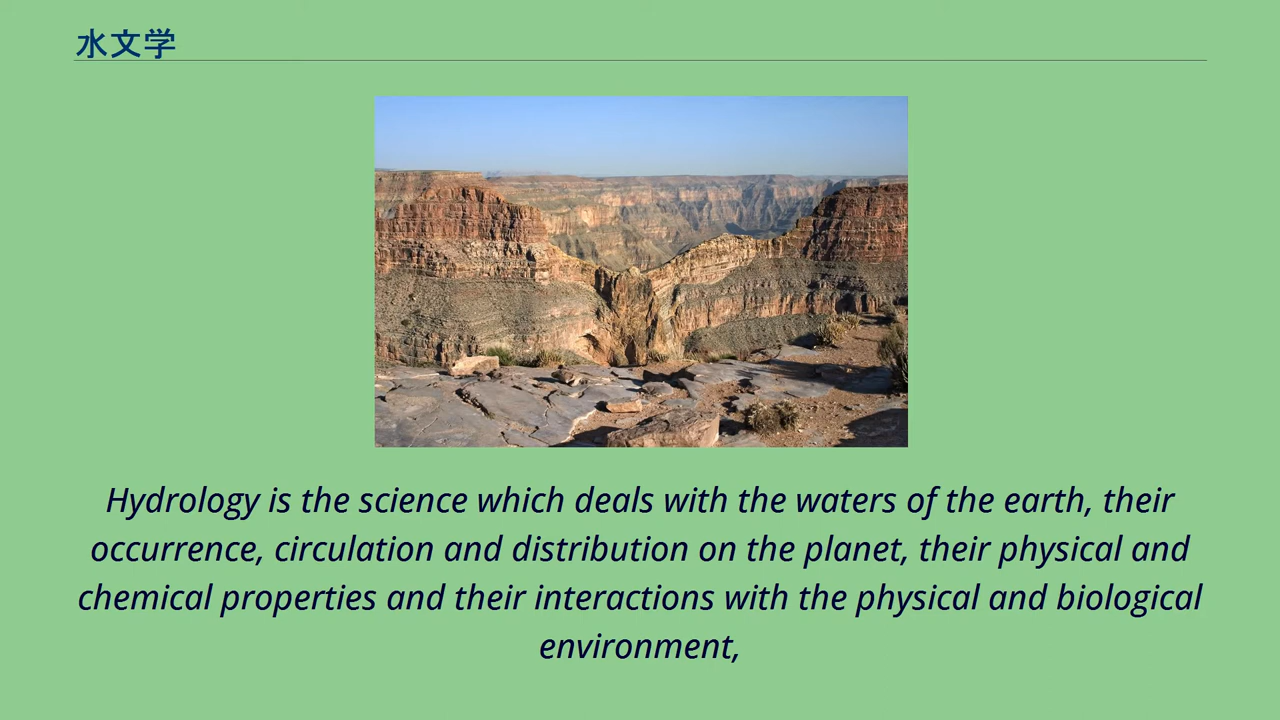 水文学
Hydrology is the science which deals with the waters of the earth, their
occurrence, circulation and distribution on the planet, their physical and
chemical properties and their interactions with the physical and biological
environment,